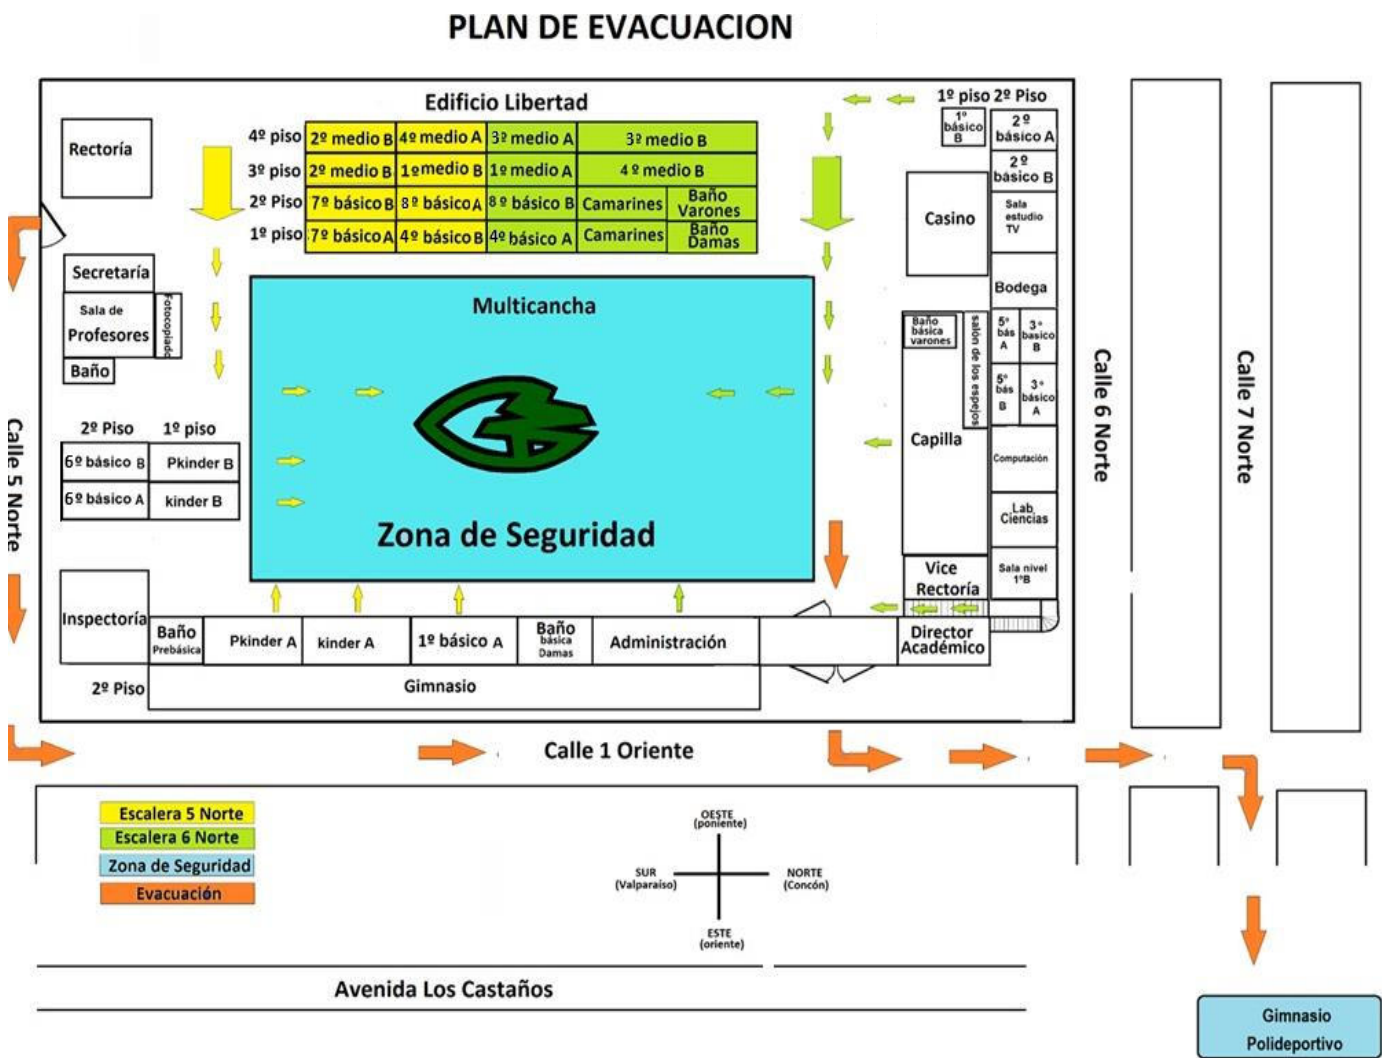 PLAN DE EVACUACION
Edificio Libertad
1º piso 2º Piso
Rectoría
4º piso 2º medio B 4º medio A 3º medio A 3º medio B
3º piso 2º medio B 1º medio B 1º medio A 4º medio B
2º Piso 7º básico B 8º básico A 8º básico B Camarines Baño Varones
1º piso 7º básico A 4º básico B 4º básico A Camarines Baño Damas
1º
básico
B
2º
básico A
2º
básico B
Casino
Sala
estudio
TV
Bodega
Secretaría
Sala de
Profesores
Fotocopiado
Baño
Multicancha
Baño
básica
varones
salón de los espejos
5º
bás
A
3º
basico
B
5º
bás
B
3º
básico
A
Capilla
Computación
Lab
Ciencias
Sala nivel
1ºB
Vice
Rectoría
Calle 5 Norte
Calle 6 Norte
Calle 7 Norte
2º Piso 1º piso
6º básico B Pkinder B
6º básico A kinder B
Zona de Seguridad
Inspectoría
Baño
Prebásica
Pkinder A
kinder A
1º básico A
Baño
básica
Damas
Administración
Director
Académico
2º Piso
Gimnasio
Calle 1 Oriente
Escalera 5 Norte
Escalera 6 Norte
Zona de Seguridad
Evacuación
OESTE
(poniente)
SUR
(Valparaiso)
NORTE
(Concón)
ESTE
(oriente)
Avenida Los Castaños
Gimnasio
Polideportivo